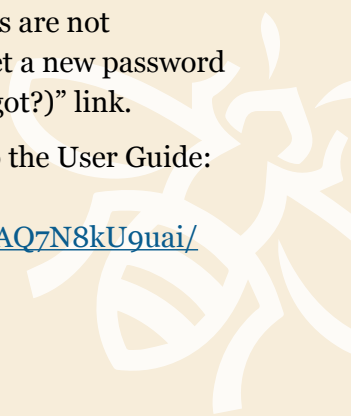 s are not
et a new password
got?)” link.
the User Guide:
AQ7N8kU9uai/